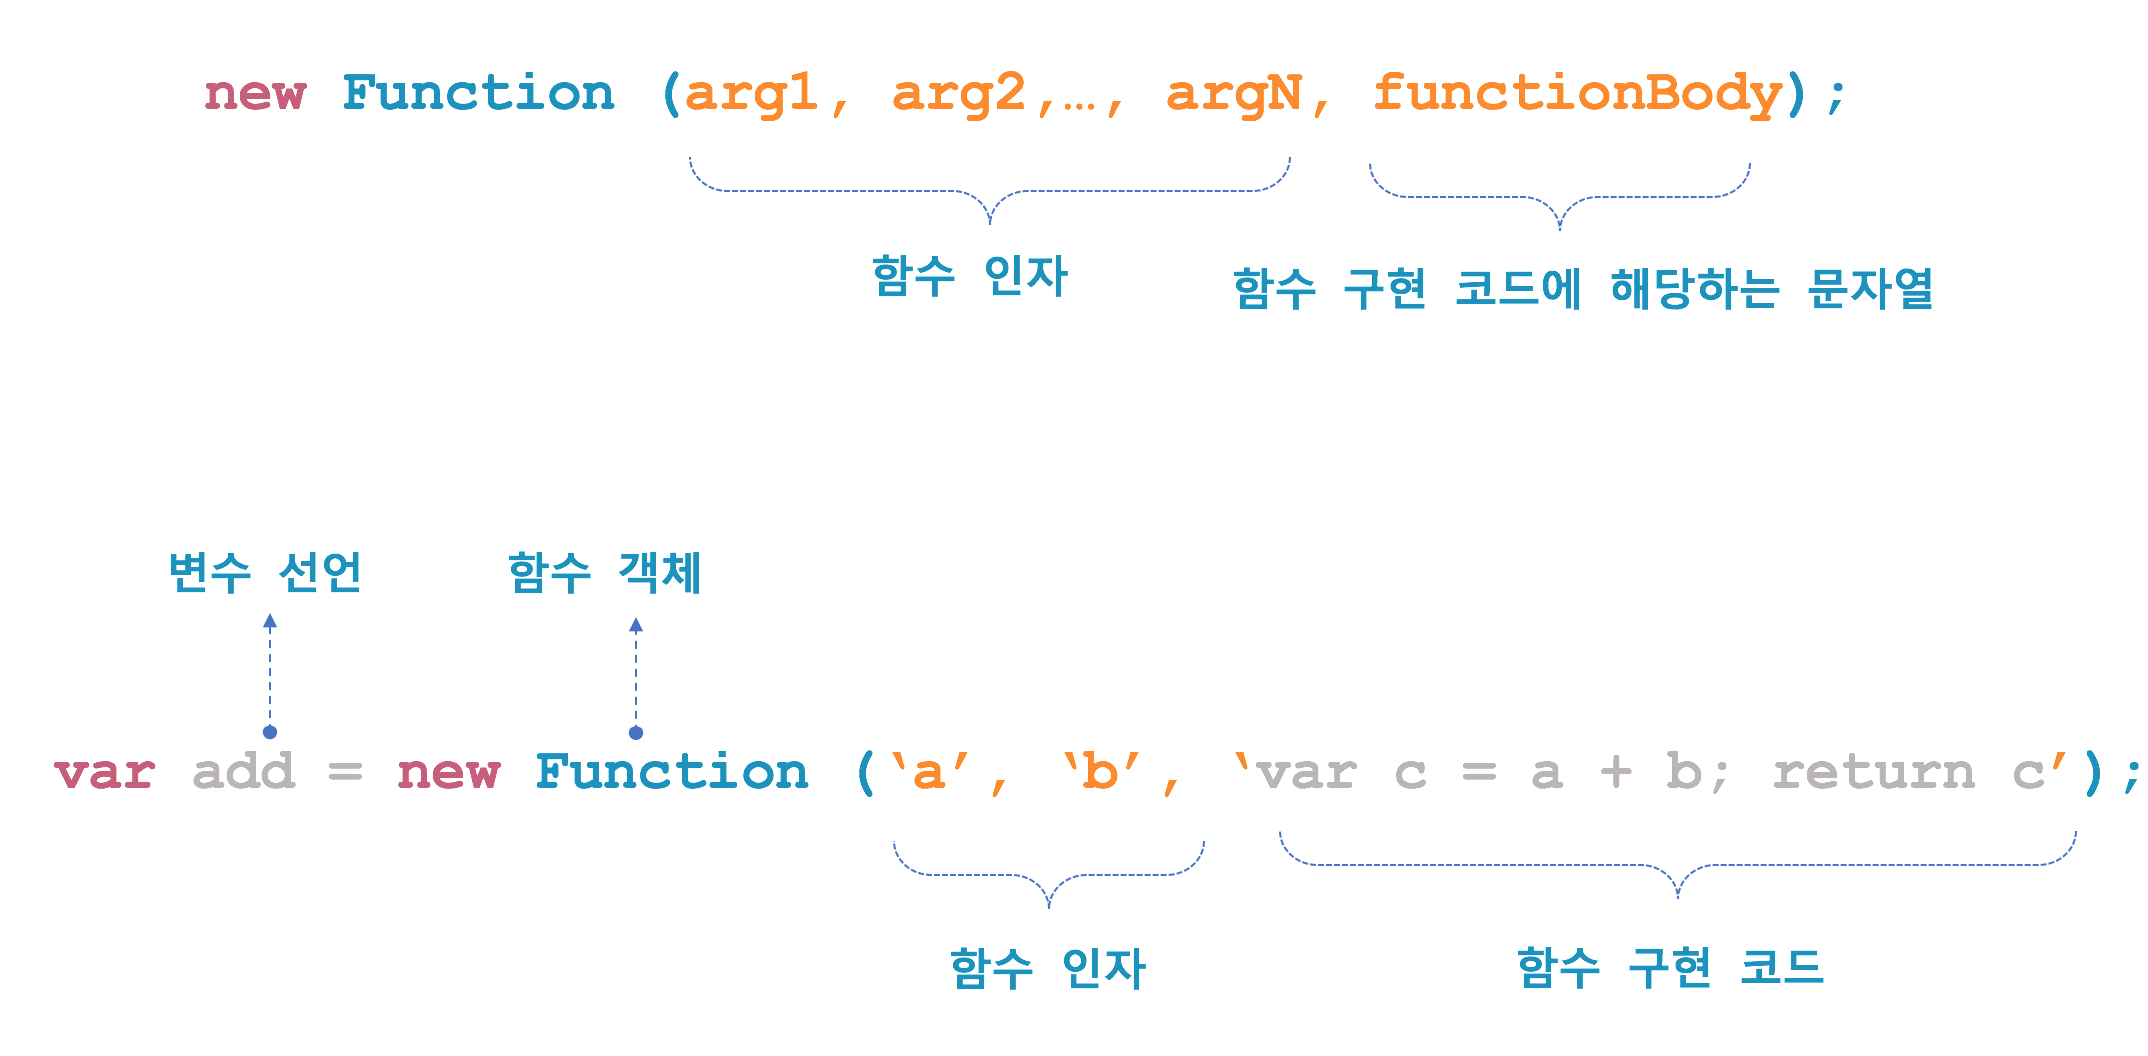 new Function (arg1, arg2,…, argN, functionBody);
함수 인자
함수 구현 코드에 해당하는 문자열
변수 선언 함수 객체
var add = new Function (‘a’, ‘b’, ‘var c = a + b; return c’);
함수 인자 함수 구현 코드